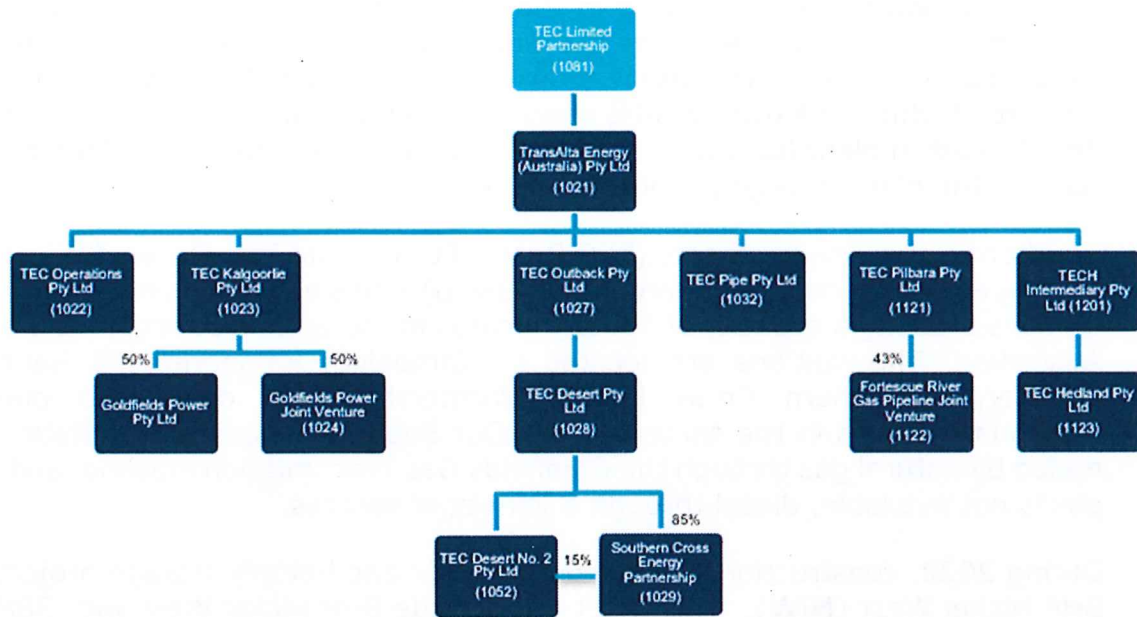 TEC Limited
Partnership
(1081)
TransAlta Energy
(Australia) Pty Ltd
(1021)
TEC Operations
Pty Ltd
(1022)
TEC Kalgoorlie
Pty Ltd
(1023)
TEC Outback Pty
Ltd
(1027)
TEC Pipe Pty Ltd
(1032)
TEC Pilbara Pty
Ltd
(1121)
TECH
Intermediary Pty
Ltd (1201)
50%
50%
43%
Goldfields Power
Pty Ltd
Goldfields Power
Joint Venture
(1024)
TEC Desert Pty
Ltd
(1028)
Fortescue River
Gas Pipeline Joint
Venture
(1122)
TEC Hedland Pty
Ltd
(1123)
85%
TEC Desert No. 2
Pty Ltd
(1052)
15%
Southern Cross
Energy
Partnership
(1029)